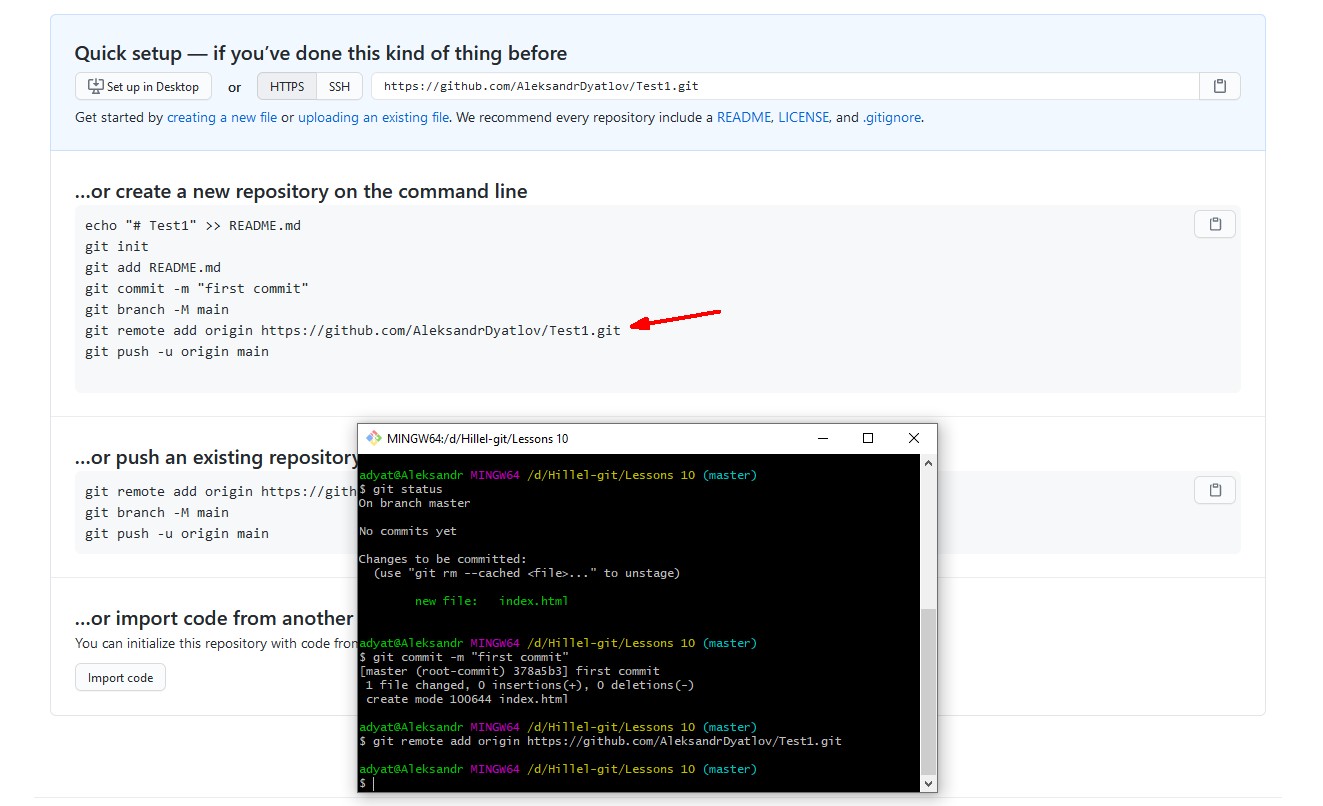 Quick setup — if you’ve done this kind of thing before
Set up in Desktop or HTTPS SSH https://github.com/AleksandrDyatlov/Test1.git
Get started by creating a new file or uploading an existing file. We recommend every repository include a README, LICENSE, and .gitignore.
…or create a new repository on the command line
echo "# Test1" >> README.md
git init
git add README.md
git commit -m "first commit"
git branch -M main
git remote add origin https://github.com/AleksandrDyatlov/Test1.git
git push -u origin main
…or push an existing repository
git remote add origin https://gith
git branch -M main
git push -u origin main
…or import code from another
You can initialize this repository with code from
Import code
MINGW64:/d/Hillel-git/Lessons 10
adyat@Aleksandr MINGW64 /d/Hillel-git/Lessons 10 (master)
$ git status
On branch master
No commits yet
Changes to be committed:
(use "git rm --cached <file>..." to unstage)
new file: index.html
adyat@Aleksandr MINGW64 /d/Hillel-git/Lessons 10 (master)
$ git commit -m "first commit"
[master (root-commit) 378a5b3] first commit
1 file changed, 0 insertions(+), 0 deletions(-)
create mode 100644 index.html
adyat@Aleksandr MINGW64 /d/Hillel-git/Lessons 10 (master)
$ git remote add origin https://github.com/AleksandrDyatlov/Test1.git
adyat@Aleksandr MINGW64 /d/Hillel-git/Lessons 10 (master)
$